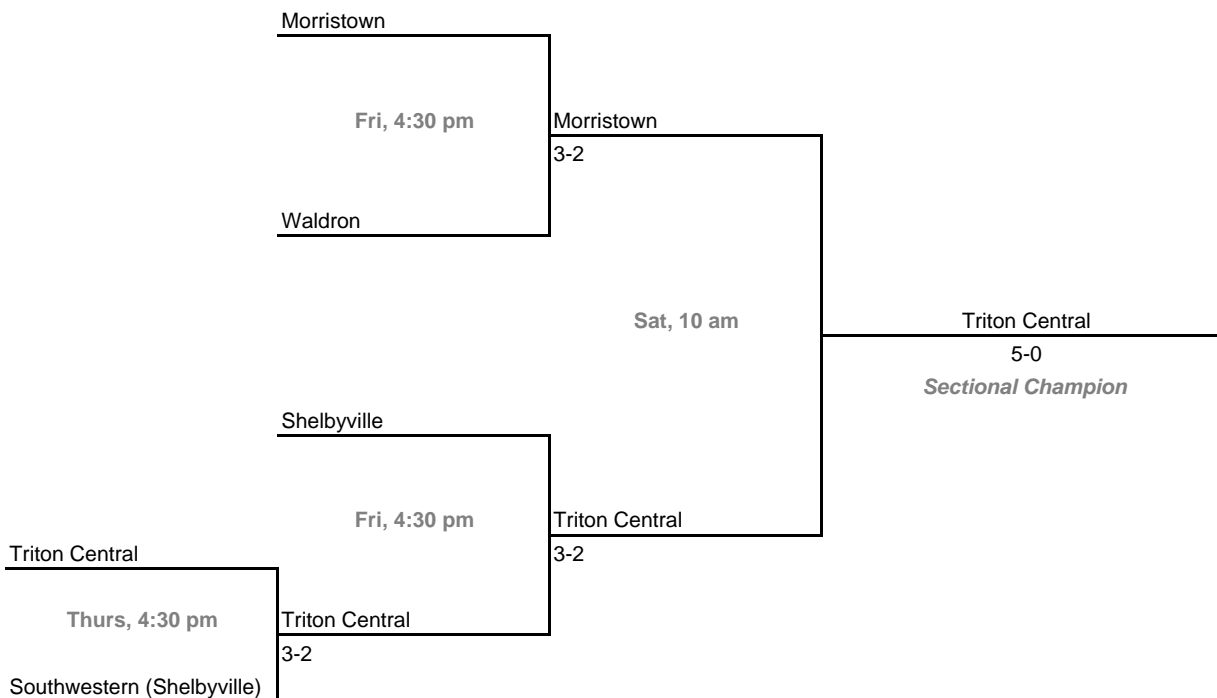 Morristown
Fri, 4:30 pm
Morristown
3-2
Waldron
Sat, 10 am
Triton Central
5-0
Sectional Champion
Shelbyville
Fri, 4:30 pm
Triton Central
3-2
Triton Central
Thurs, 4:30 pm
Triton Central
3-2
Southwestern (Shelbyville)